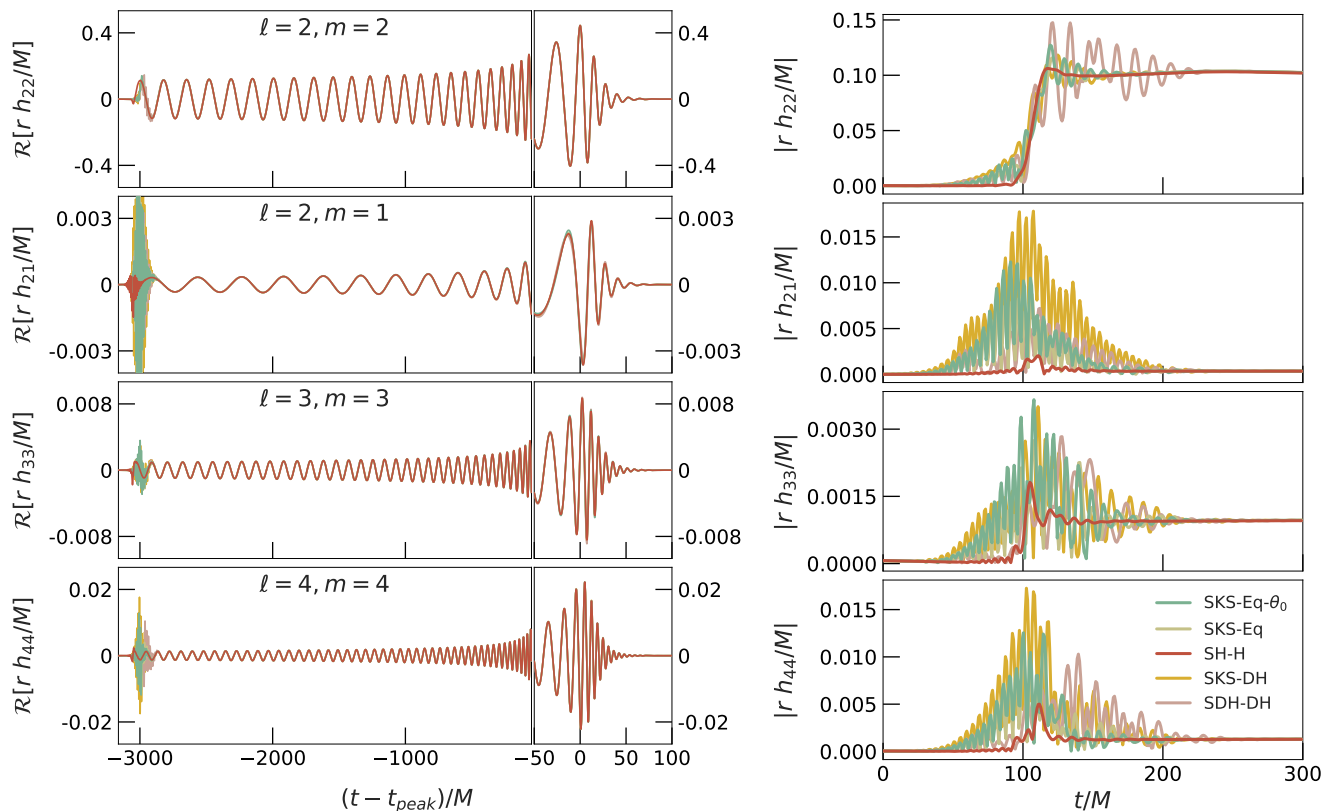 ℓ = 2, m = 2
0.4
0
-0.4
0.4
0
-0.4
ℛ[r h₂₂/M]
ℓ = 2, m = 1
0.003
0
-0.003
0.003
0
-0.003
ℛ[r h₂₁/M]
ℓ = 3, m = 3
0.008
0
-0.008
0.008
0
-0.008
ℛ[r h₃₃/M]
ℓ = 4, m = 4
0.02
0
-0.02
0.02
0
-0.02
ℛ[r h₄₄/M]
−3000 −2000 −1000 −50 0 50 100
(t − t_peak)/M
0.15
0.10
0.05
0.00
|r h₂₂/M|
0.015
0.010
0.005
0.000
|r h₂₁/M|
0.0030
0.0015
0.0000
|r h₃₃/M|
0.015
0.010
0.005
0.000
|r h₄₄/M|
SKS-Eq-θ₀
SKS-Eq
SH-H
SKS-DH
SDH-DH
0 100 200 300
t/M